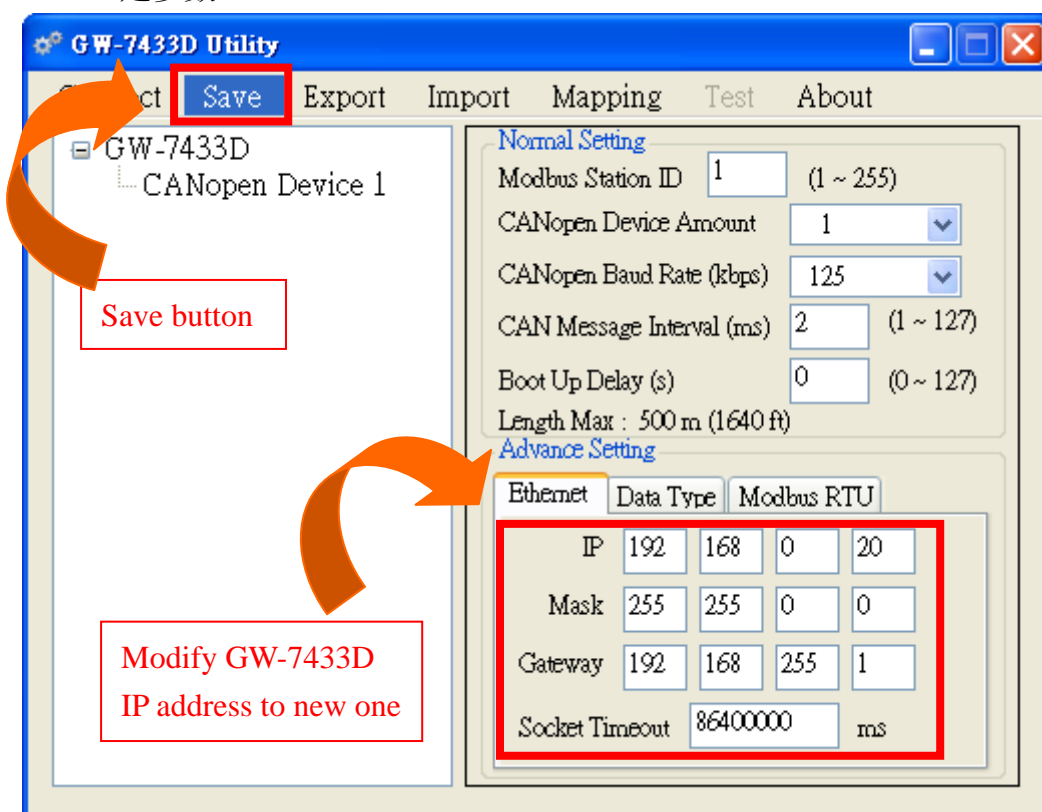 GW-7433D Utility
Save Export Import Mapping Test About
GW-7433D
CANopen Device 1
Save button
Modify GW-7433D
IP address to new one
Normal Setting
Modbus Station ID 1 (1 ~ 255)
CANopen Device Amount 1
CANopen Baud Rate (kbps) 125
CAN Message Interval (ms) 2 (1 ~ 127)
Boot Up Delay (s) 0 (0 ~ 127)
Length Max : 500 m (1640 ft)
Advance Setting
Ethernet Data Type Modbus RTU
IP 192 168 0 20
Mask 255 255 0 0
Gateway 192 168 255 1
Socket Timeout 86400000 ms